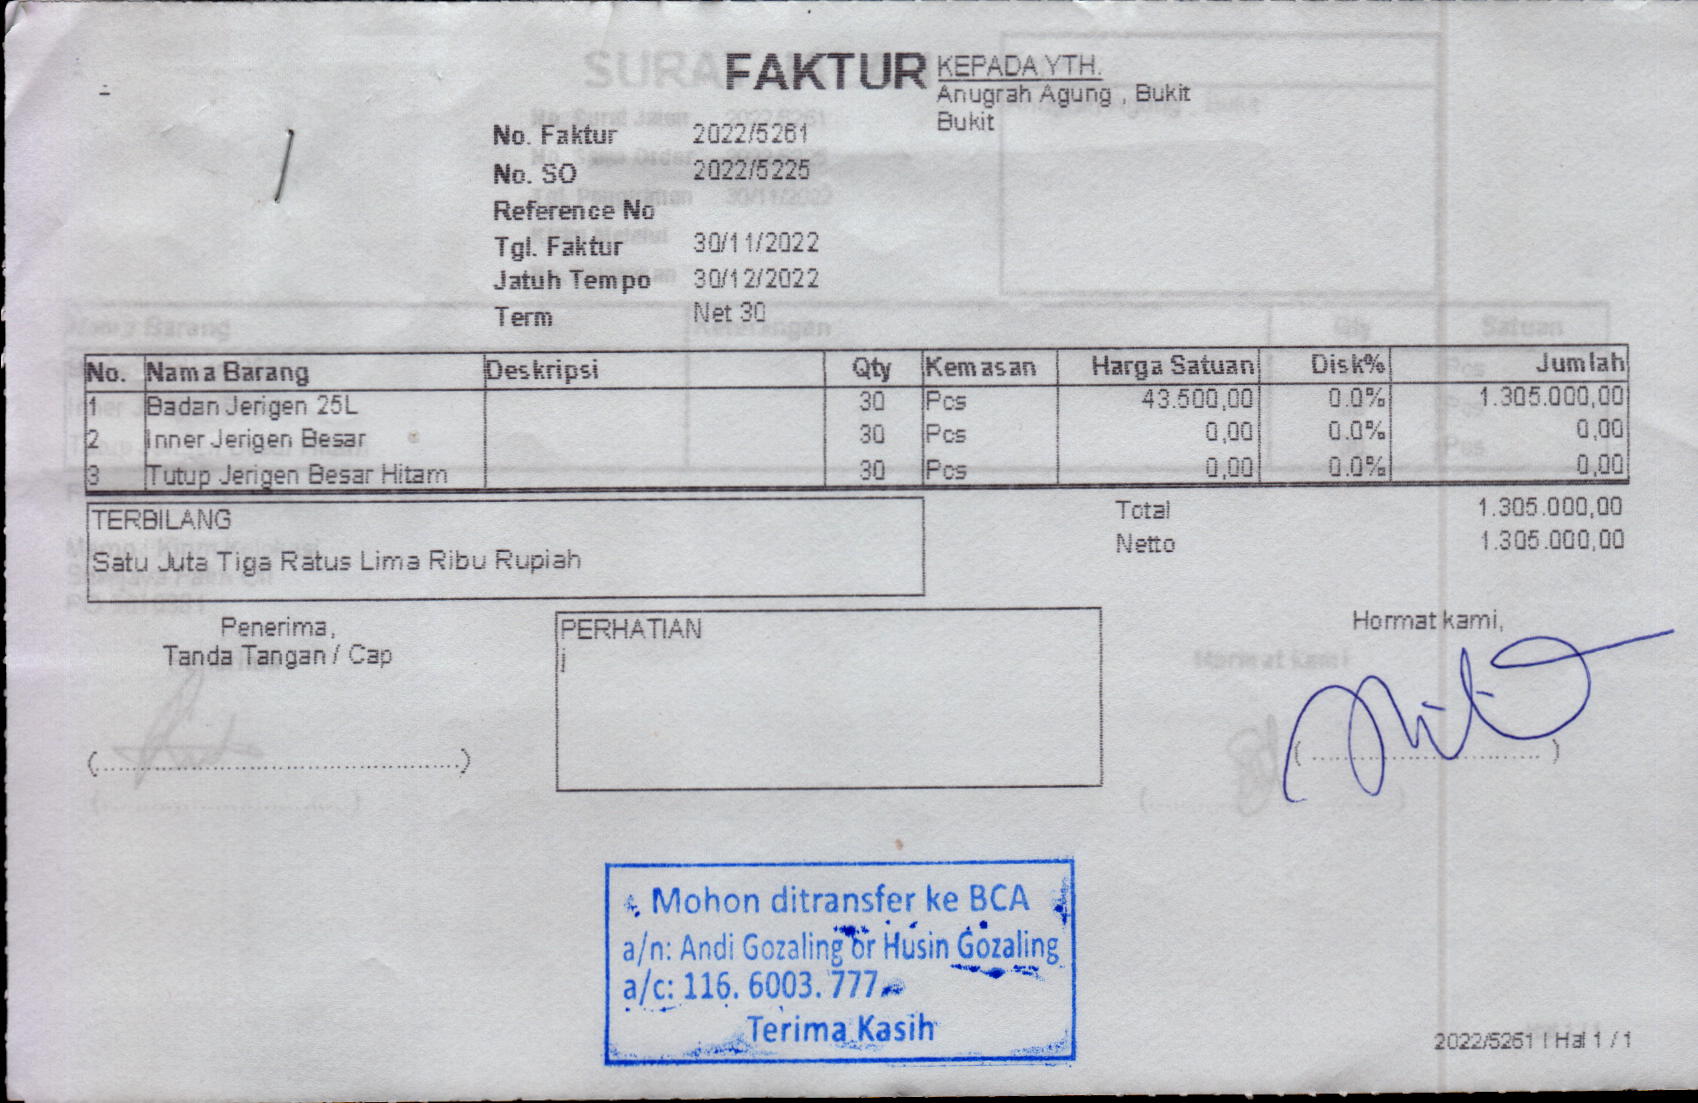 FAKTUR
KEPADA YTH.
Anugrah Agung , Bukit
Bukit
No. Faktur 2022/5261
No. SO 2022/5225
Reference No
Tgl. Faktur 30/11/2022
Jatuh Tempo 30/12/2022
Term Net 30
No. Nama Barang Deskripsi Qty Kemasan Harga Satuan Disk% Jumlah
1 Badan Jerigen 25L 30 Pcs 43.500,00 0.0% 1.305.000,00
2 Inner Jerigen Besar 30 Pcs 0,00 0.0% 0,00
3 Tutup Jerigen Besar Hitam 30 Pcs 0,00 0.0% 0,00
TERBILANG
Satu Juta Tiga Ratus Lima Ribu Rupiah
Total 1.305.000,00
Netto 1.305.000,00
Penerima,
Tanda Tangan / Cap
(..................................................)
PERHATIAN
i
Hormat kami,
(................................)
Mohon ditransfer ke BCA
a/n: Andi Gozaling or Husin Gozaling
a/c: 116. 6003. 777
Terima Kasih
2022/5261 | Hal 1 / 1